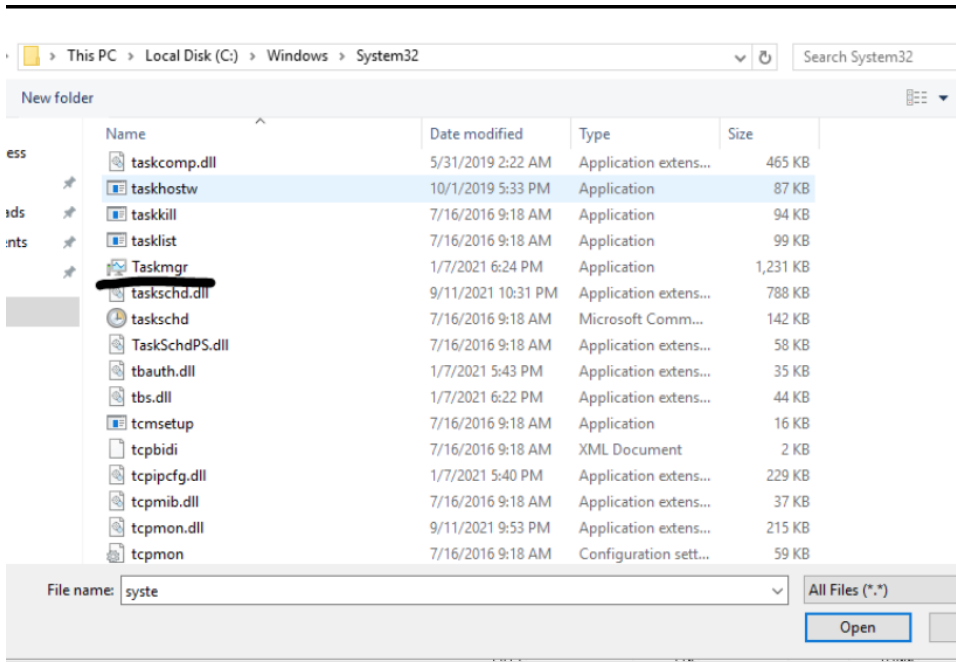 This PC > Local Disk (C:) > Windows > System32 Search System32
New folder
Name Date modified Type Size
ess
taskcomp.dll 5/31/2019 2:22 AM Application extens... 465 KB
taskhostw 10/1/2019 5:33 PM Application 87 KB
ads taskkill 7/16/2016 9:18 AM Application 94 KB
ents tasklist 7/16/2016 9:18 AM Application 99 KB
Taskmgr 1/7/2021 6:24 PM Application 1,231 KB
taskschd.dll 9/11/2021 10:31 PM Application extens... 788 KB
taskschd 7/16/2016 9:18 AM Microsoft Comm... 142 KB
TaskSchdPS.dll 7/16/2016 9:18 AM Application extens... 58 KB
tbauth.dll 1/7/2021 5:43 PM Application extens... 35 KB
tbs.dll 1/7/2021 6:22 PM Application extens... 44 KB
tcmsetup 7/16/2016 9:18 AM Application 16 KB
tcpbidi 7/16/2016 9:18 AM XML Document 2 KB
tcpipcfg.dll 1/7/2021 5:40 PM Application extens... 229 KB
tcpmib.dll 7/16/2016 9:18 AM Application extens... 37 KB
tcpmon.dll 9/11/2021 9:53 PM Application extens... 215 KB
tcpmon 7/16/2016 9:18 AM Configuration sett... 59 KB
File name: syste All Files (*.*)
Open